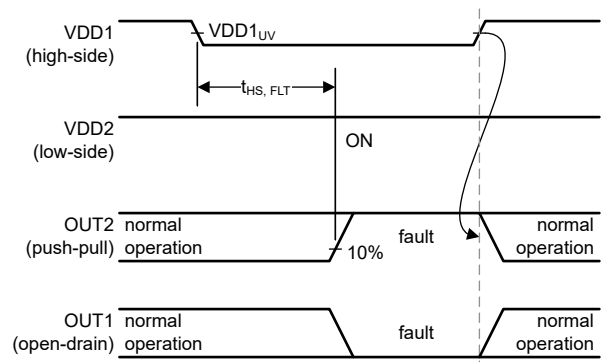 VDD1
(high-side)
VDD1UV
tHS, FLT
VDD2
(low-side)
ON
OUT2
(push-pull)
normal
operation
10%
fault
normal
operation
OUT1
(open-drain)
normal
operation
fault
normal
operation